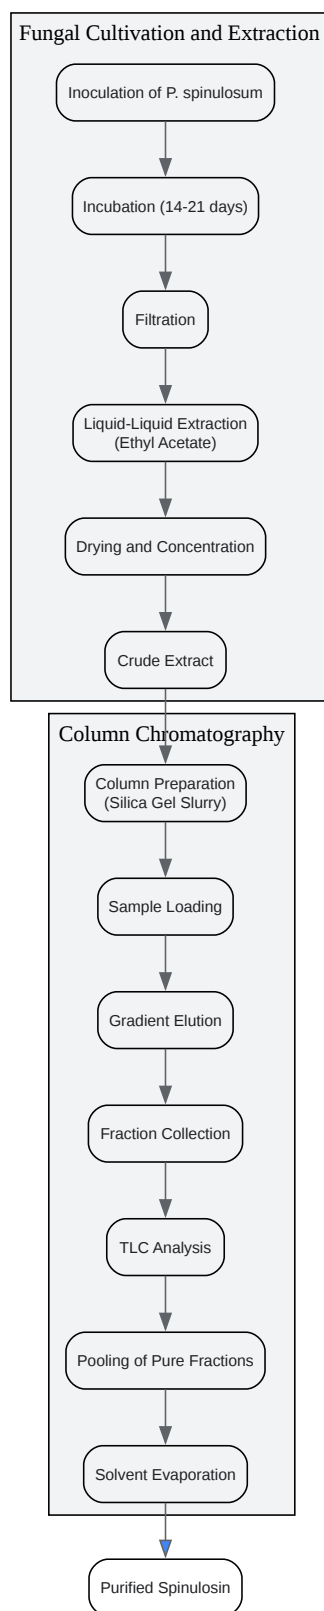 Fungal Cultivation and Extraction
Inoculation of P. spinulosum
Incubation (14-21 days)
Filtration
Liquid-Liquid Extraction
(Ethyl Acetate)
Drying and Concentration
Crude Extract
Column Chromatography
Column Preparation
(Silica Gel Slurry)
Sample Loading
Gradient Elution
Fraction Collection
TLC Analysis
Pooling of Pure Fractions
Solvent Evaporation
Purified Spinulosin